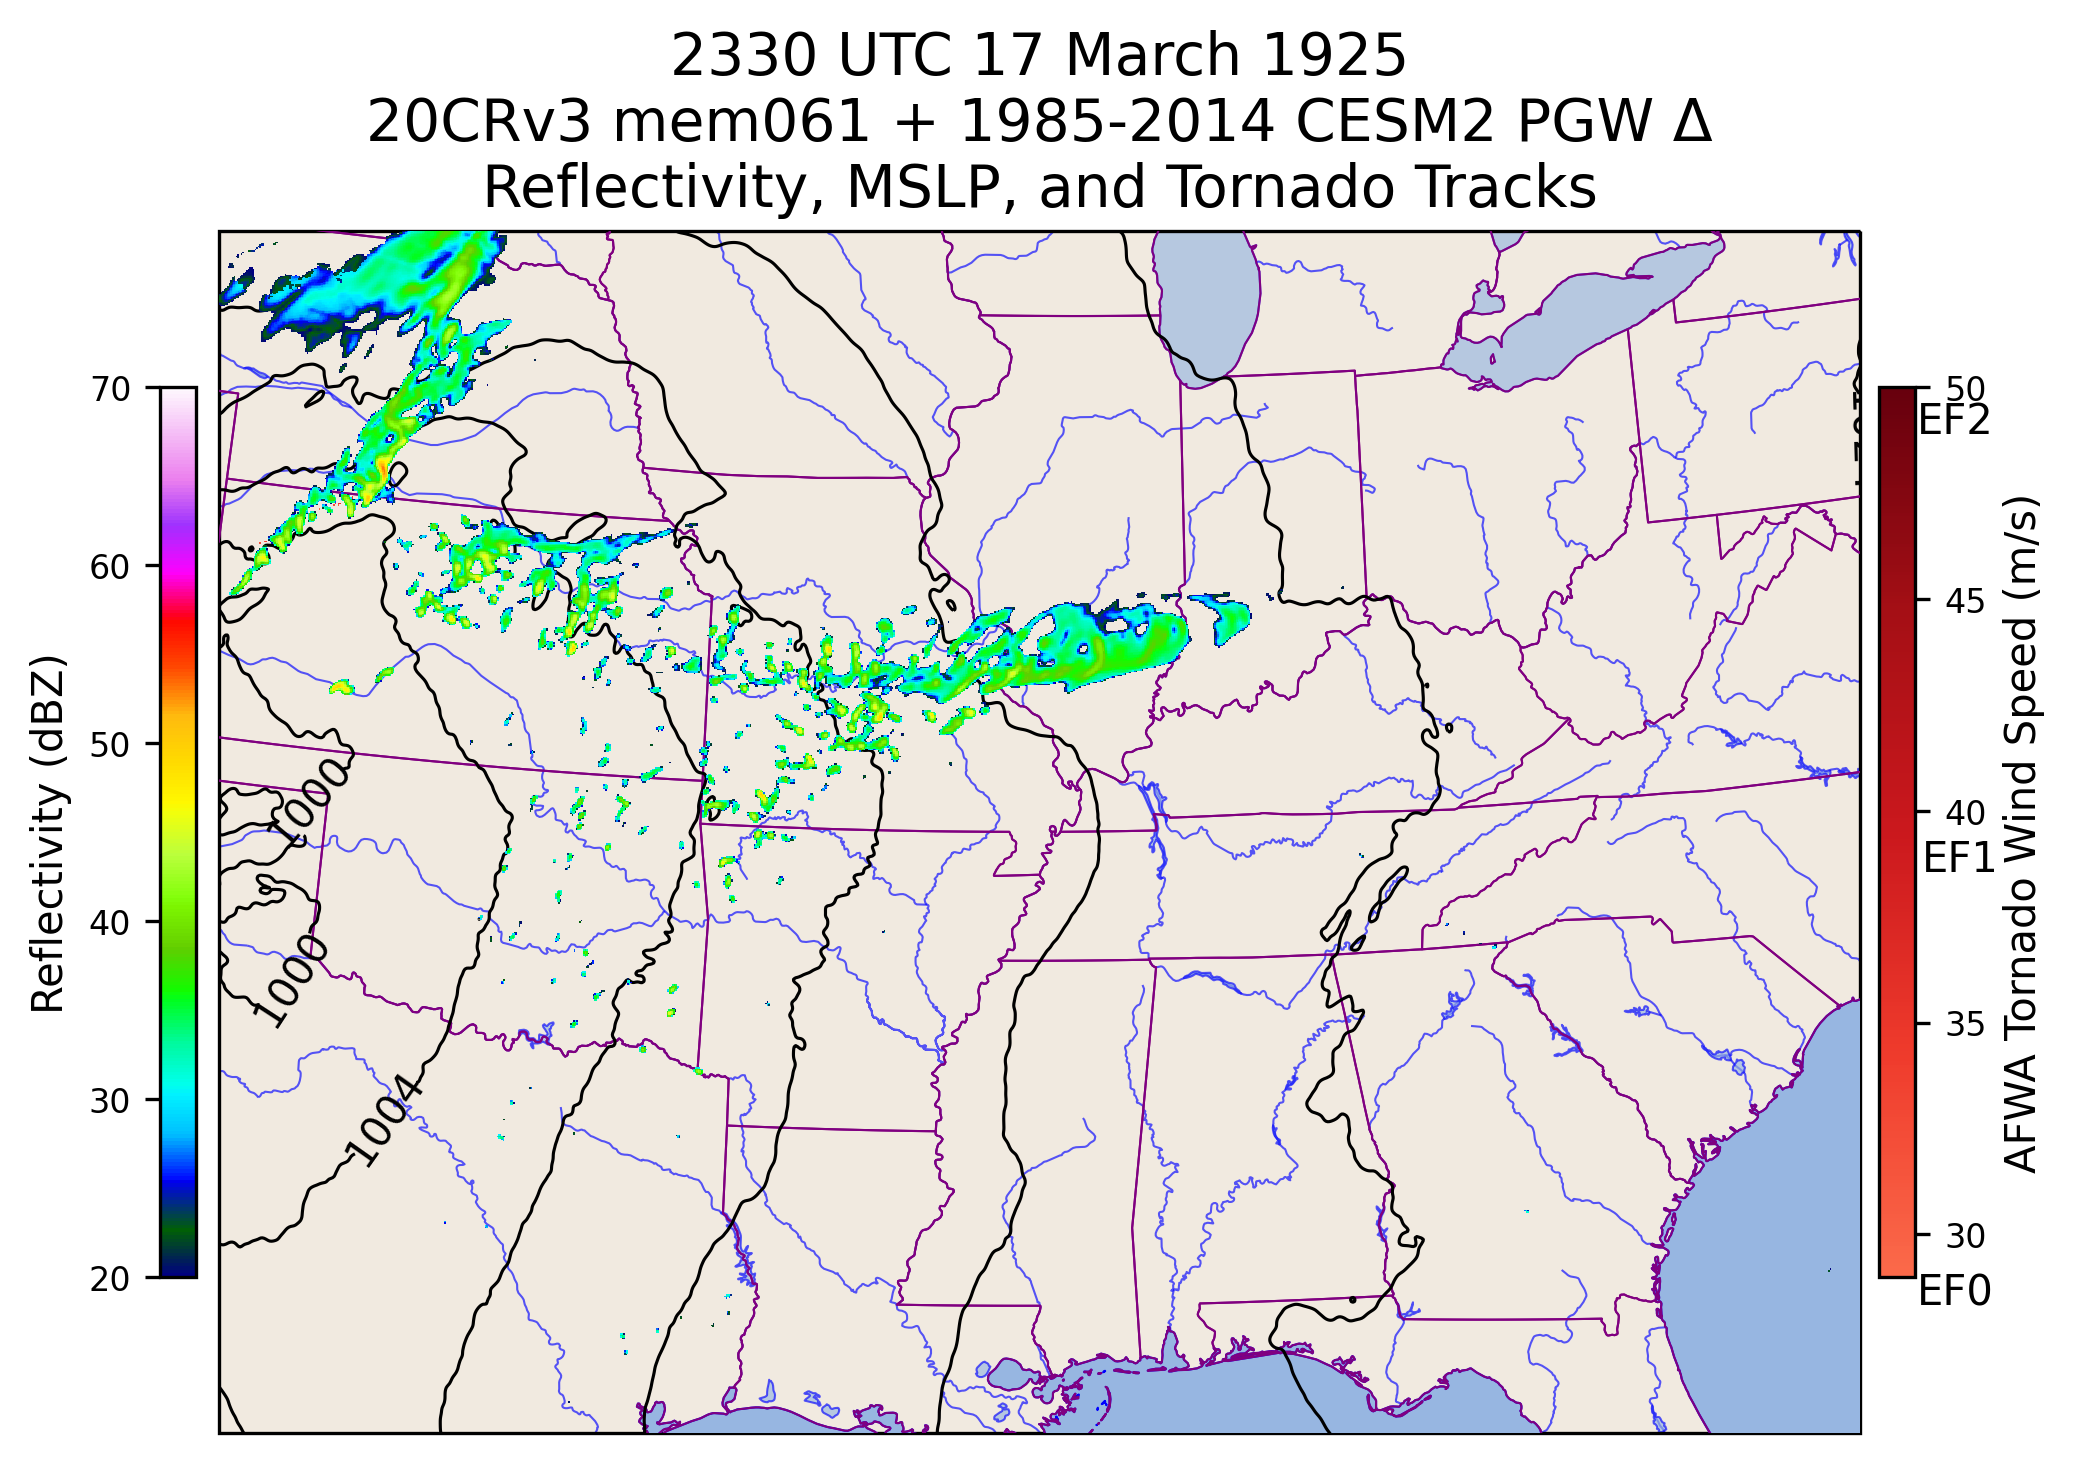 2330 UTC 17 March 1925
20CRv3 mem061 + 1985-2014 CESM2 PGW Δ
Reflectivity, MSLP, and Tornado Tracks
Reflectivity (dBZ)
70
60
50
40
30
20
1000
1000
1004
50
EF2
45
40
EF1
35
30
EF0
AFWA Tornado Wind Speed (m/s)